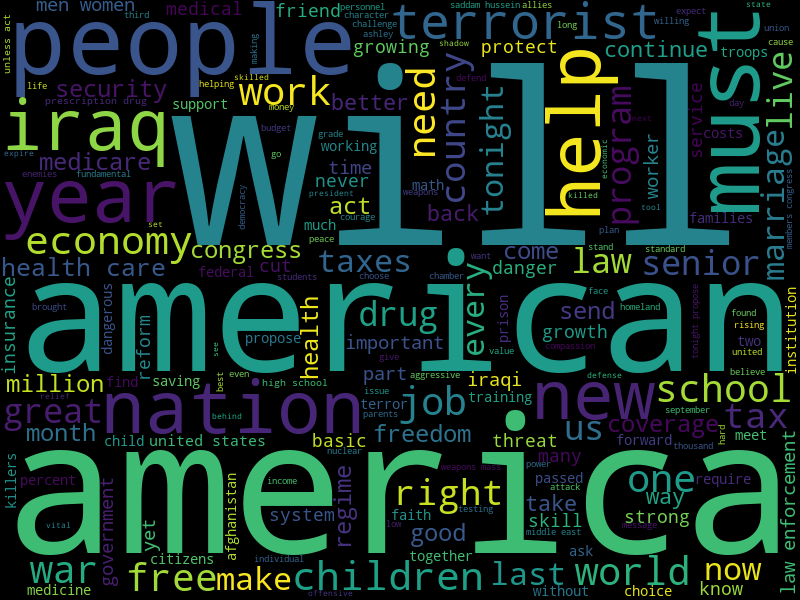 unless act
men women
third
medical
friend
personnel
character
challenge
ashley
saddam hussein
allies
long
willing
expect
state
union
cause
people
making
growing
shadow
terrorist
protect
continue
troops
must
live
life
helping
skilled
money
security
work
defend
prescription drug
support
better
need
country
tonight
help
economic
program
next
costs
service
day
iraq
will
budget
grade
working
go
math
worker
expire
enemies
medicare
fundamental
time
never
president
weapons
killed
tool
families
members congress
marriage
year
democracy
act
courage
much
back
plan
set
peace
economy
congress
federal
cut
taxes
want
come
stand
standard
law
senior
health care
students
choose
chamber
danger
face
homeland
insurance
brought
dangerous
american
health
every
prison
send
tonight propose
found
rising
institution
reform
propose
drug
important
value
growth
compassion
two
united
see
give
million
find
saving
best
even
high school
part
aggressive
iraqi
defense
believe
school
great
relief
nation
behind
issue
terror
parents
job
training
new
september
tax
month
child
united states
basic
freedom
threat
us
coverage
forward
thousand
hard
meet
america
killers
percent
government
vital
yet
afghanistan
income
nuclear
system
regime
right
faith
low
weapons mass
testing
power
attack
many
passed
take
skill
middle east
one
way
require
strong
message
law enforcement
citizens
individual
good
together
ask
war
medicine
free
make
offensive
children
last
without
world
choice
now
know